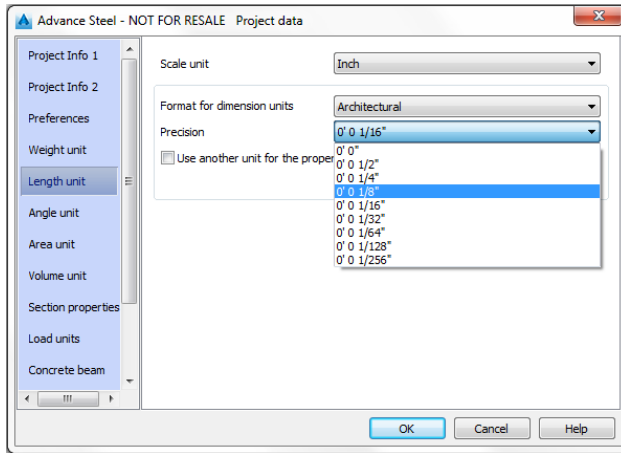 Advance Steel - NOT FOR RESALE   Project data
Project Info 1
Project Info 2
Preferences
Weight unit
Length unit
Angle unit
Area unit
Volume unit
Section properties
Load units
Concrete beam
Scale unit
Inch
Format for dimension units
Architectural
Precision
0' 0 1/16"
Use another unit for the proper
0' 0"
0' 0 1/2"
0' 0 1/4"
0' 0 1/8"
0' 0 1/16"
0' 0 1/32"
0' 0 1/64"
0' 0 1/128"
0' 0 1/256"
OK
Cancel
Help